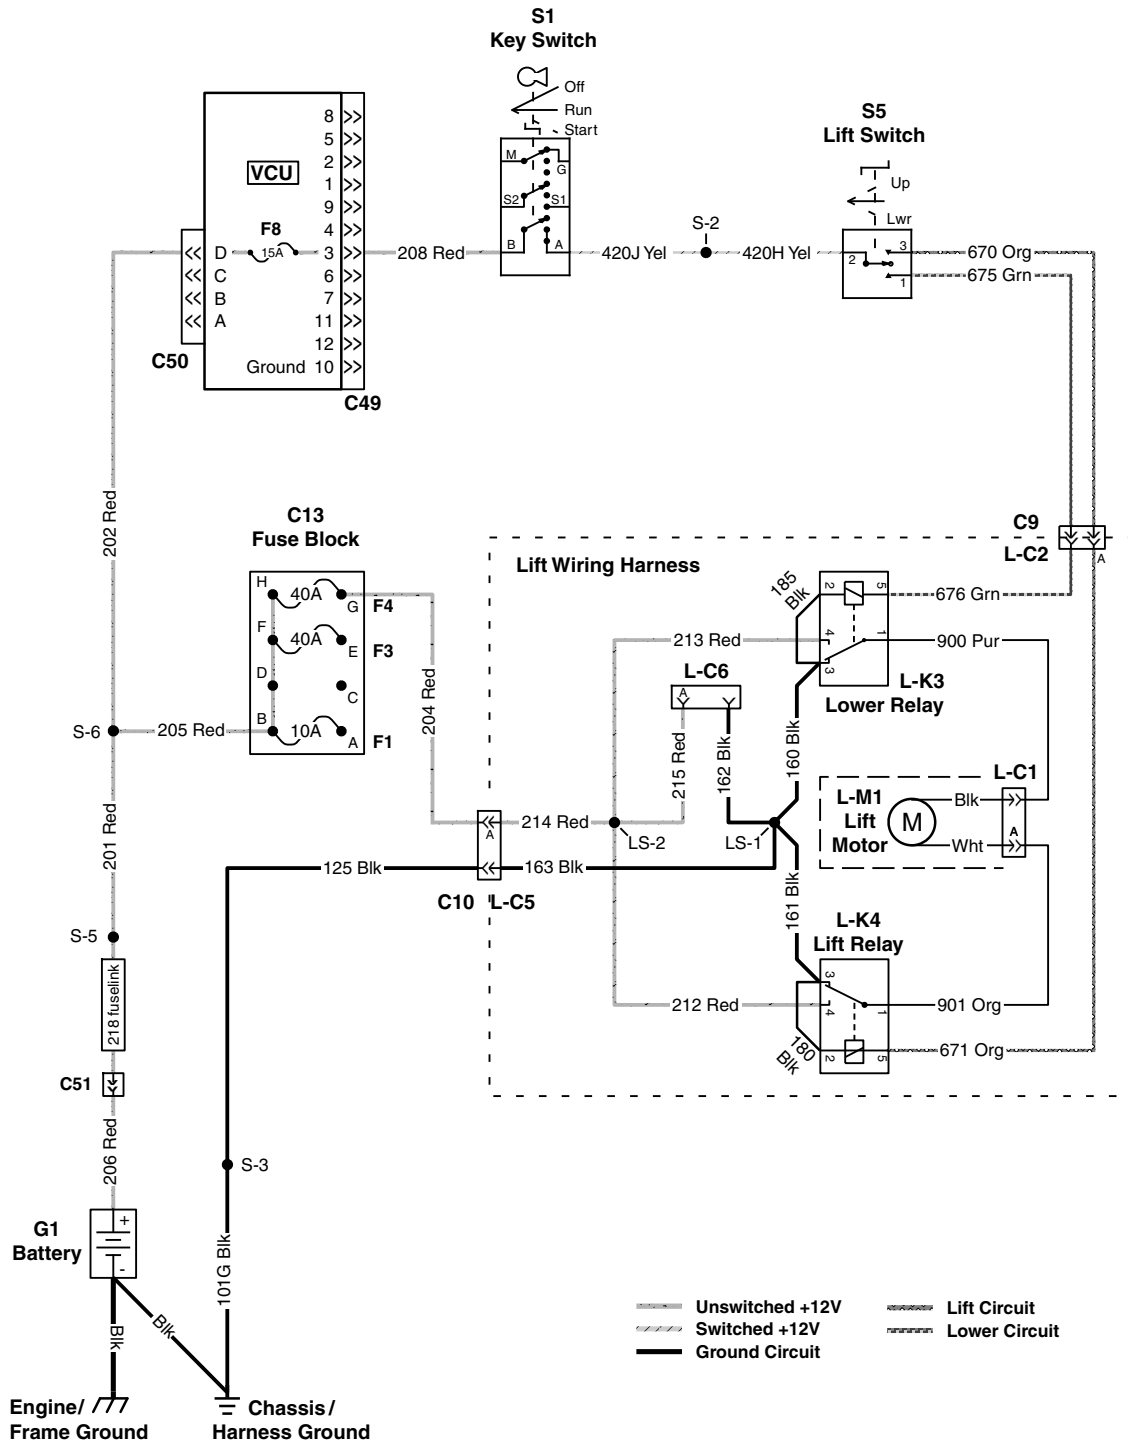 S1
Key Switch
Off
Run
Start
M
G
S2
S1
B
A
S5
Lift Switch
Up
Lwr
2
3
1
VCU
F8
15A
8
5
2
1
9
4
3
6
7
11
12
Ground 10
D
C
B
A
C50
C49
208 Red
420J Yel
S-2
420H Yel
670 Org
675 Grn
202 Red
C13
Fuse Block
H
40A
G
F4
F
40A
E
F3
D
C
B
10A
A
F1
S-6
205 Red
204 Red
201 Red
C9
L-C2
A
Lift Wiring Harness
185
Blk
2
5
4
1
3
676 Grn
213 Red
900 Pur
L-K3
Lower Relay
L-C6
A
215 Red
162 Blk
160 Blk
L-C1
L-M1
Lift
Motor
M
Blk
A
Wht
A
214 Red
LS-2
LS-1
125 Blk
163 Blk
C10
L-C5
161 Blk
L-K4
Lift Relay
3
4
1
2
5
212 Red
901 Org
180
Blk
671 Org
S-5
218 fuselink
C51
206 Red
S-3
G1
Battery
+
-
101G Blk
Blk
Blk
Engine/
Frame Ground
Chassis/
Harness Ground
Unswitched +12V
Switched +12V
Ground Circuit
Lift Circuit
Lower Circuit